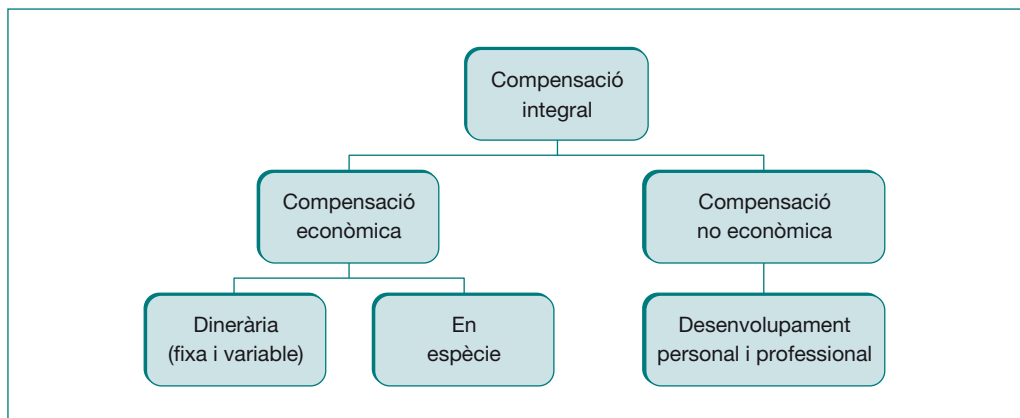 Compensació
integral
Compensació
econòmica
Compensació
no econòmica
Dinerària
(fixa i variable)
En
espècie
Desenvolupament
personal i professional